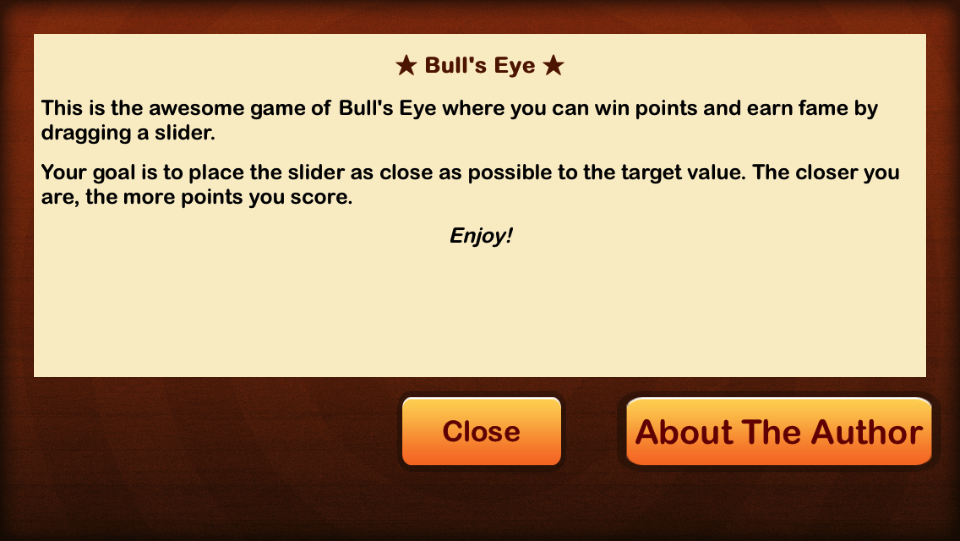 ★ Bull's Eye ★
This is the awesome game of Bull's Eye where you can win points and earn fame by
dragging a slider.
Your goal is to place the slider as close as possible to the target value. The closer you
are, the more points you score.
Enjoy!
Close
About The Author